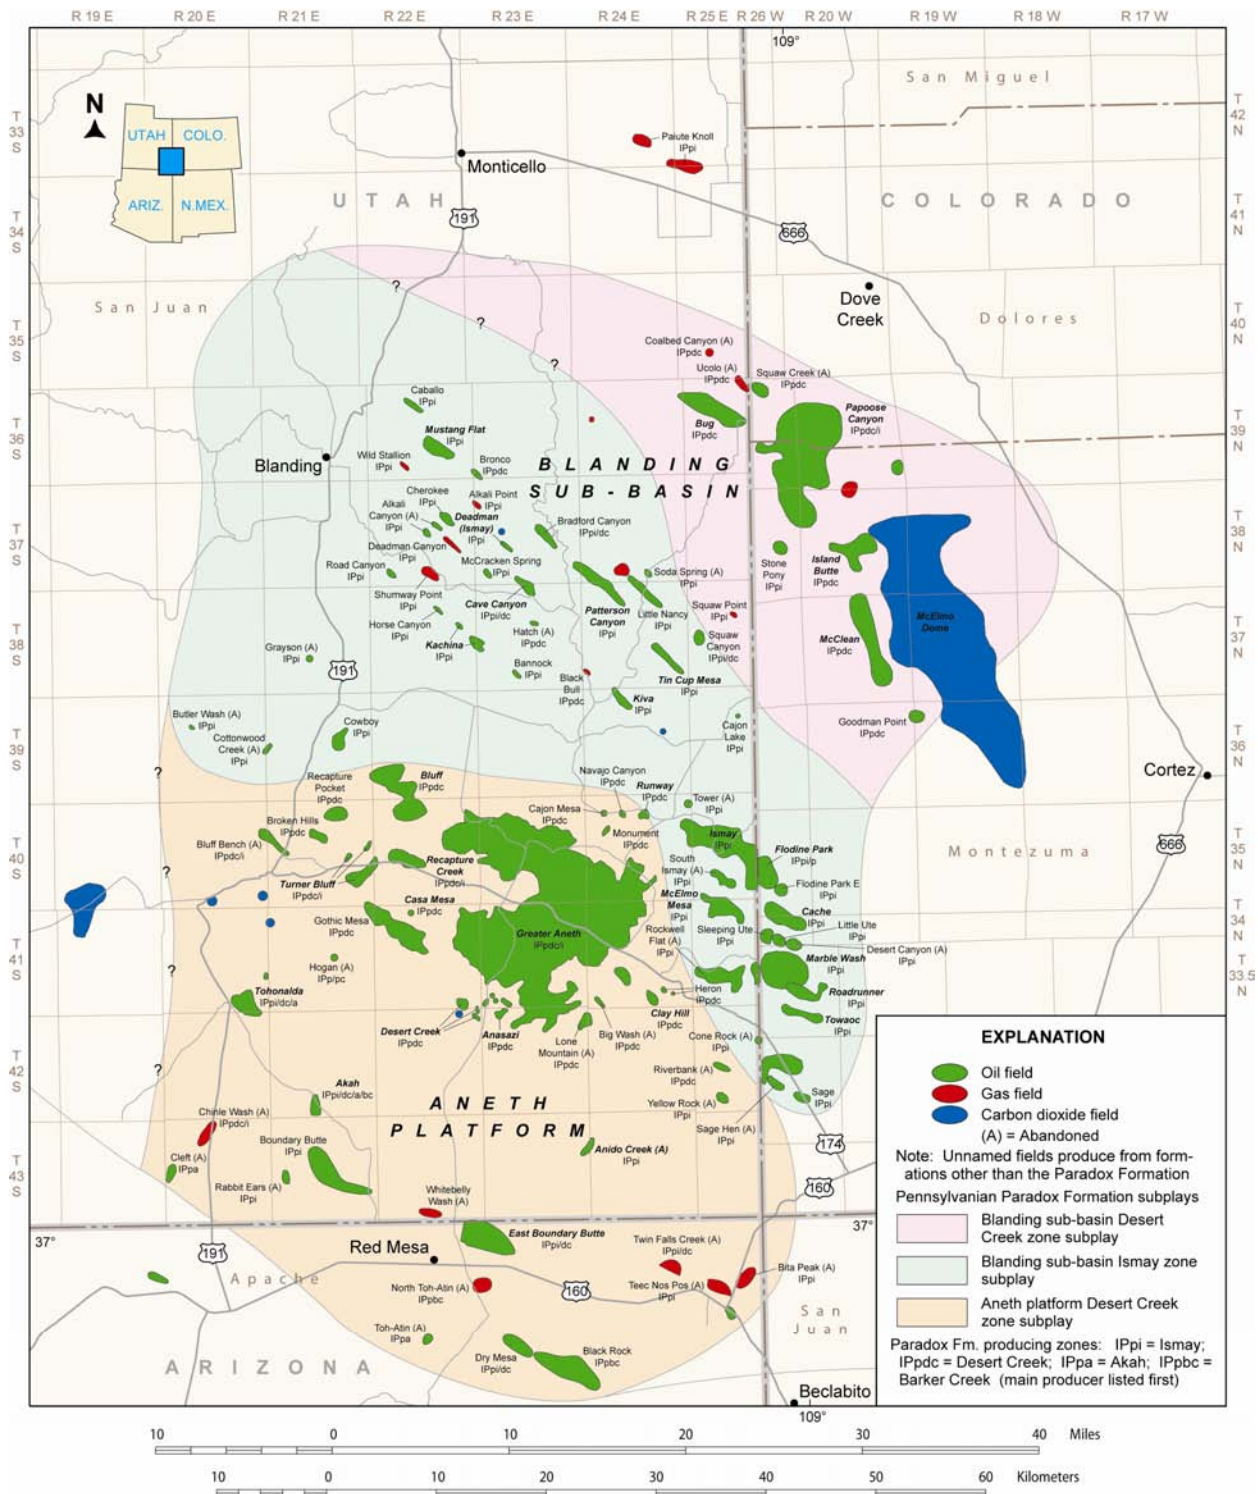 R 19 E
R 20 E
R 21 E
R 22 E
R 23 E
R 24 E
R 25 E
R 26 W
R 20 W
R 19 W
R 18 W
R 17 W
109°
San Miguel
N
UTAH
COLO.
ARIZ.
N.MEX.
T
33
S
T
42
N
Paiute Knoll
IPpi
Monticello
UTAH
COLORADO
191
666
T
34
S
T
41
N
San Juan
Dove
Creek
Dolores
T
35
S
T
40
N
?
?
?
Coalbed Canyon (A)
IPpdc
Ucolo (A)
IPpdc
Squaw Creek (A)
IPpdc
Caballo
IPpi
Mustang Flat
IPpi
Bug
IPpdc
Papoose
Canyon
IPpdc/i
T
36
S
T
39
N
Blanding
Wild Stallion
IPpi
Bronco
IPpdc
BLANDING
SUB-BASIN
Cherokee
IPpi
Alkali Point
IPpi
Alkali
Canyon (A)
IPpi
Deadman
(Ismay)
IPpi
Bradford Canyon
IPpi/dc
T
37
S
T
38
N
Deadman Canyon
IPpi
McCracken Spring
IPpi
Road Canyon
IPpi
Stone
Pony
IPpi
Island
Butte
IPpdc
Soda Spring (A)
IPpi
Shumway Point
IPpi
Cave Canyon
IPpi/dc
Patterson
Canyon
IPpi
Little Nancy
IPpi
Squaw Point
IPpi
McElmo
Dome
Horse Canyon
IPpi
Kachina
IPpi
Hatch (A)
IPpdc
Squaw
Canyon
IPpi/dc
McClean
IPpdc
T
38
S
T
37
N
Grayson (A)
IPpi
191
Bannock
IPpi
Black
Bull
IPpdc
Tin Cup Mesa
IPpi
Kiva
IPpi
Butler Wash (A)
IPpi
Cottonwood
Creek (A)
IPpi
Cowboy
IPpi
Cajon
Lake
IPpi
Goodman Point
IPpdc
T
39
S
T
36
N
?
Cortez
Recapture
Pocket
IPpdc
Bluff
IPpdc
Navajo Canyon
IPpdc
Runway
IPpdc
Cajon Mesa
IPpdc
Tower (A)
IPpi
Broken Hills
IPpdc
Bluff Bench (A)
IPpdc/i
Monument
IPpdc
Ismay
IPpi
Flodine Park
IPpi/p
T
40
S
T
35
N
Montezuma
666
?
Recapture
Creek
IPpdc/i
South
Ismay (A)
IPpi
Turner Bluff
IPpdc/i
Casa Mesa
IPpdc
McElmo
Mesa
IPpi
Flodine Park E
IPpi
Cache
IPpi
T
34
N
Gothic Mesa
IPpdc
Greater Aneth
IPpdc/i
Sleeping Ute
IPpi
Little Ute
IPpi
Rockwell
Flat (A)
IPpi
Desert Canyon (A)
IPpi
T
41
S
?
Hogan (A)
IPp/pc
Marble Wash
IPpi
T
33.5
N
Tohonalda
IPpi/dc/a
Heron
IPpdc
Roadrunner
IPpi
Clay Hill
IPpdc
Towaoc
IPpi
Desert Creek
IPpdc
Anasazi
IPpdc
Lone
Mountain (A)
IPpdc
Big Wash (A)
IPpdc
Cone Rock (A)
IPpi
T
42
S
?
Riverbank (A)
IPpdc
Akah
IPpi/dc/a/bc
Yellow Rock (A)
IPpi
Sage
IPpi
Sage Hen (A)
IPpi
ANETH
PLATFORM
Chinle Wash (A)
IPpdc/i
Anido Creek (A)
IPpi
174
160
T
43
S
Cleft (A)
IPpa
Boundary Butte
IPpi
Rabbit Ears (A)
IPpi
Whitebelly
Wash (A)
37°
37°
191
Red Mesa
East Boundary Butte
IPpi/dc
Twin Falls Creek (A)
IPpi/dc
Bita Peak (A)
IPpi
Apache
North Toh-Atin (A)
IPpbc
160
Teec Nos Pos (A)
IPpi
San
Juan
Toh-Atin (A)
IPpa
Dry Mesa
IPpi/dc
Black Rock
IPpbc
ARIZONA
Beclabito
109°
EXPLANATION
Oil field
Gas field
Carbon dioxide field
(A) = Abandoned
Note: Unnamed fields produce from form-
ations other than the Paradox Formation
Pennsylvanian Paradox Formation subplays
Blanding sub-basin Desert
Creek zone subplay
Blanding sub-basin Ismay zone
subplay
Aneth platform Desert Creek
zone subplay
Paradox Fm. producing zones: IPpi = Ismay;
IPpdc = Desert Creek; IPpa = Akah; IPpbc =
Barker Creek (main producer listed first)
10 0 10 20 30 40 Miles
10 0 10 20 30 40 50 60 Kilometers